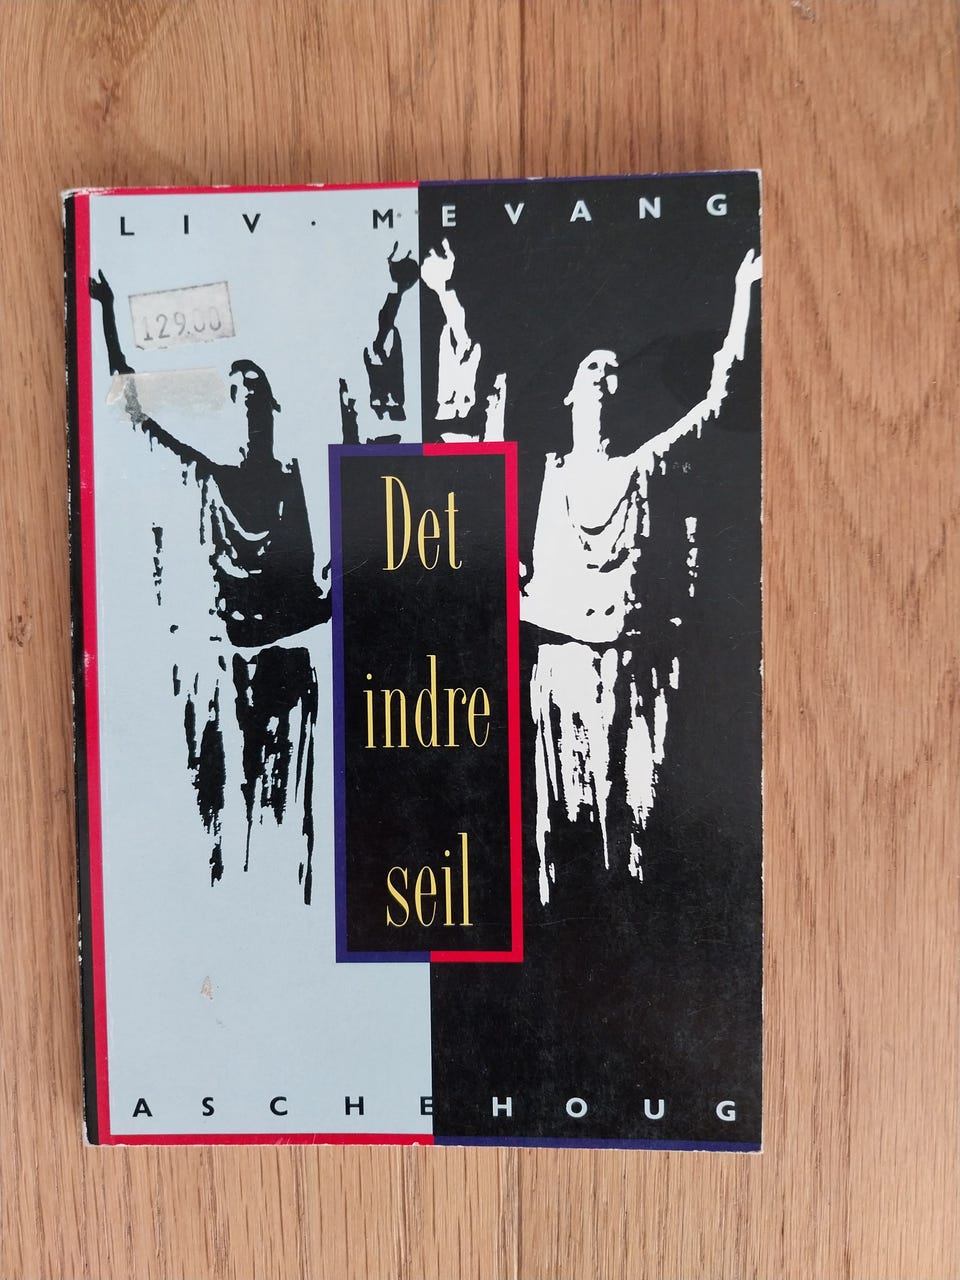 LIV · MEVANG
129.00
Det
indre
seil
ASCHEHOUG